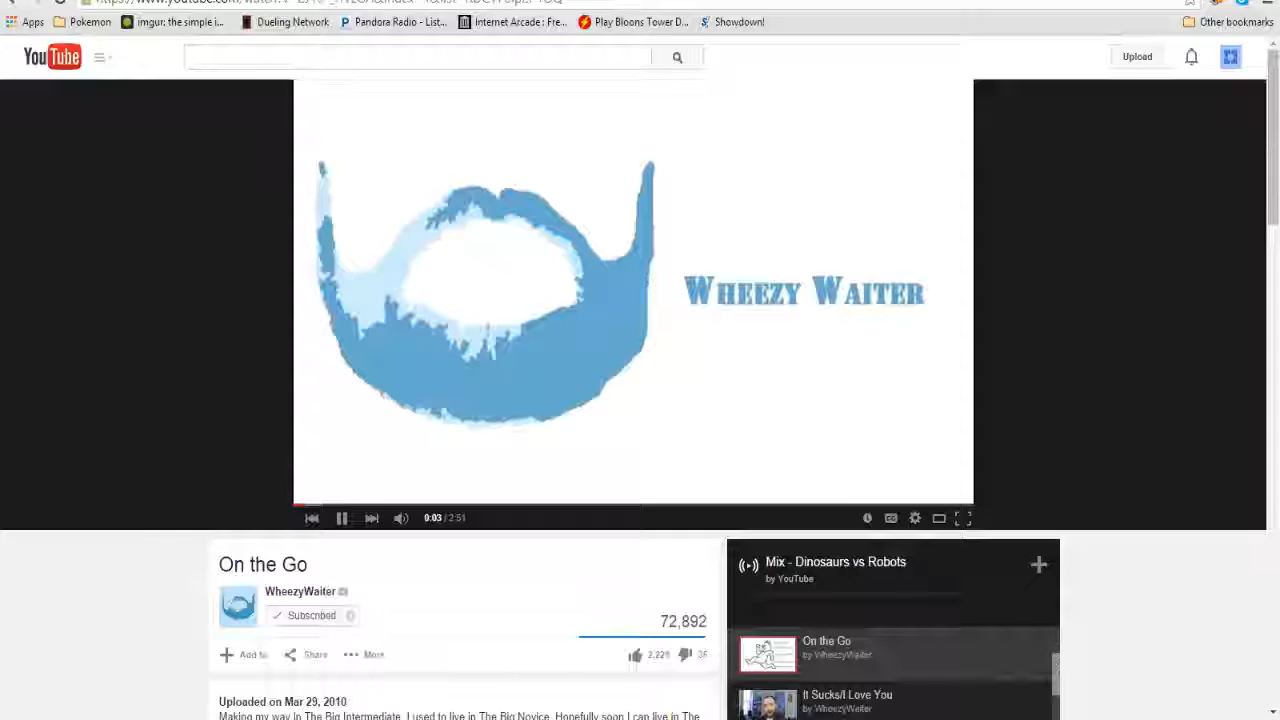 Apps Pokemon imgur: the simple i... Dueling Network Pandora Radio - List... Internet Arcade : Fre... Play Bloons Tower D... Showdown! Other bookmarks
YouTube Upload
WHEEZY WAITER
0:03 / 2:51
On the Go
WheezyWaiter
Subscribed
72,892
Add to Share More
Uploaded on Mar 29, 2010
Making my way in The Big Intermediate. I used to live in The Big Novice. Hopefully soon I can live in The
Mix - Dinosaurs vs Robots
by YouTube
On the Go
by WheezyWaiter
It Sucks/I Love You
by WheezyWaiter